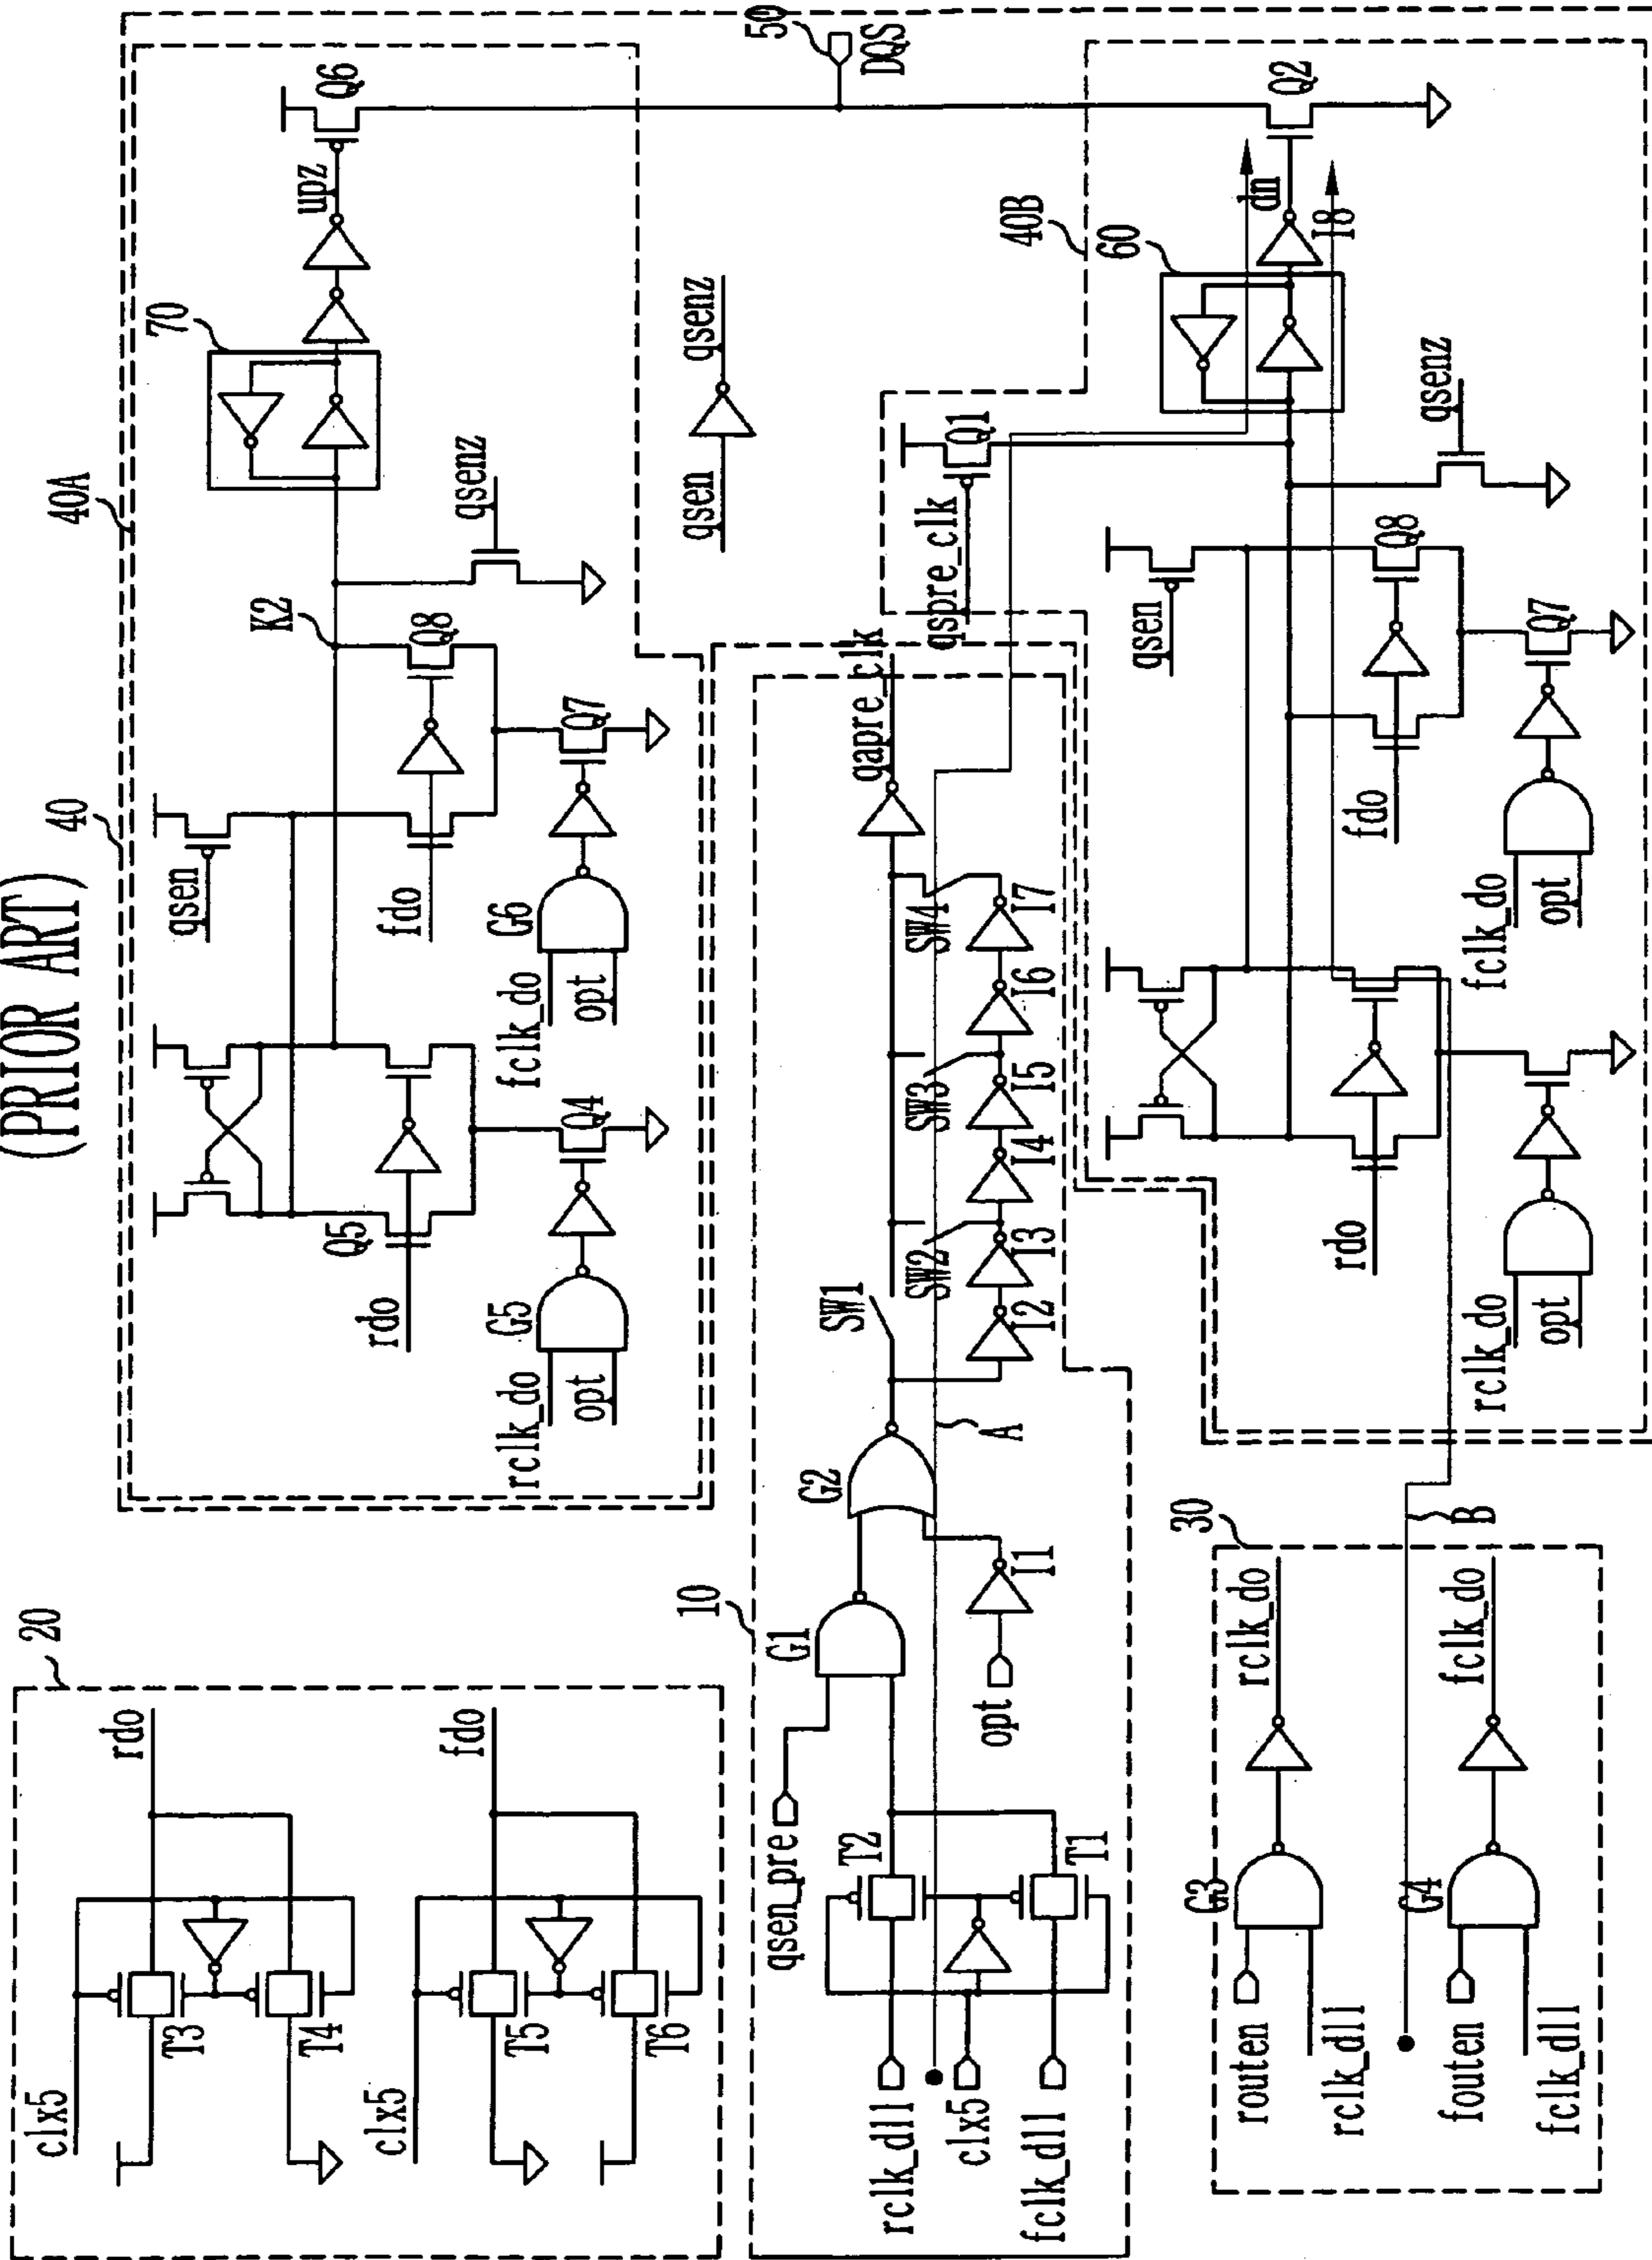 (PRIOR ART)
20
clx5
rdo
T3
T4
clx5
fdo
T5
T6
40
40A
qsen
70
K2
Q5
rdo
fdo
Q8
qsenz
upz
Q6
G5
rclk_do
opt
Q4
G6
fclk_do
opt
Q7
qsen
qsenz
50
DQS
10
qsen_pre
G1
G2
SW1
SW2
SW3
SW4
qapre_clk
T2
T1
rclk_dll
clx5
fclk_dll
opt
I1
A
I2
I3
I4
I5
I6
I7
qspre_clk
Q1
40B
60
dn
Q2
I8
qsen
qsenz
rdo
fdo
Q8
rclk_do
opt
fclk_do
opt
Q7
30
G3
routen
rclk_dll
rclk_do
B
G4
fouten
fclk_dll
fclk_do